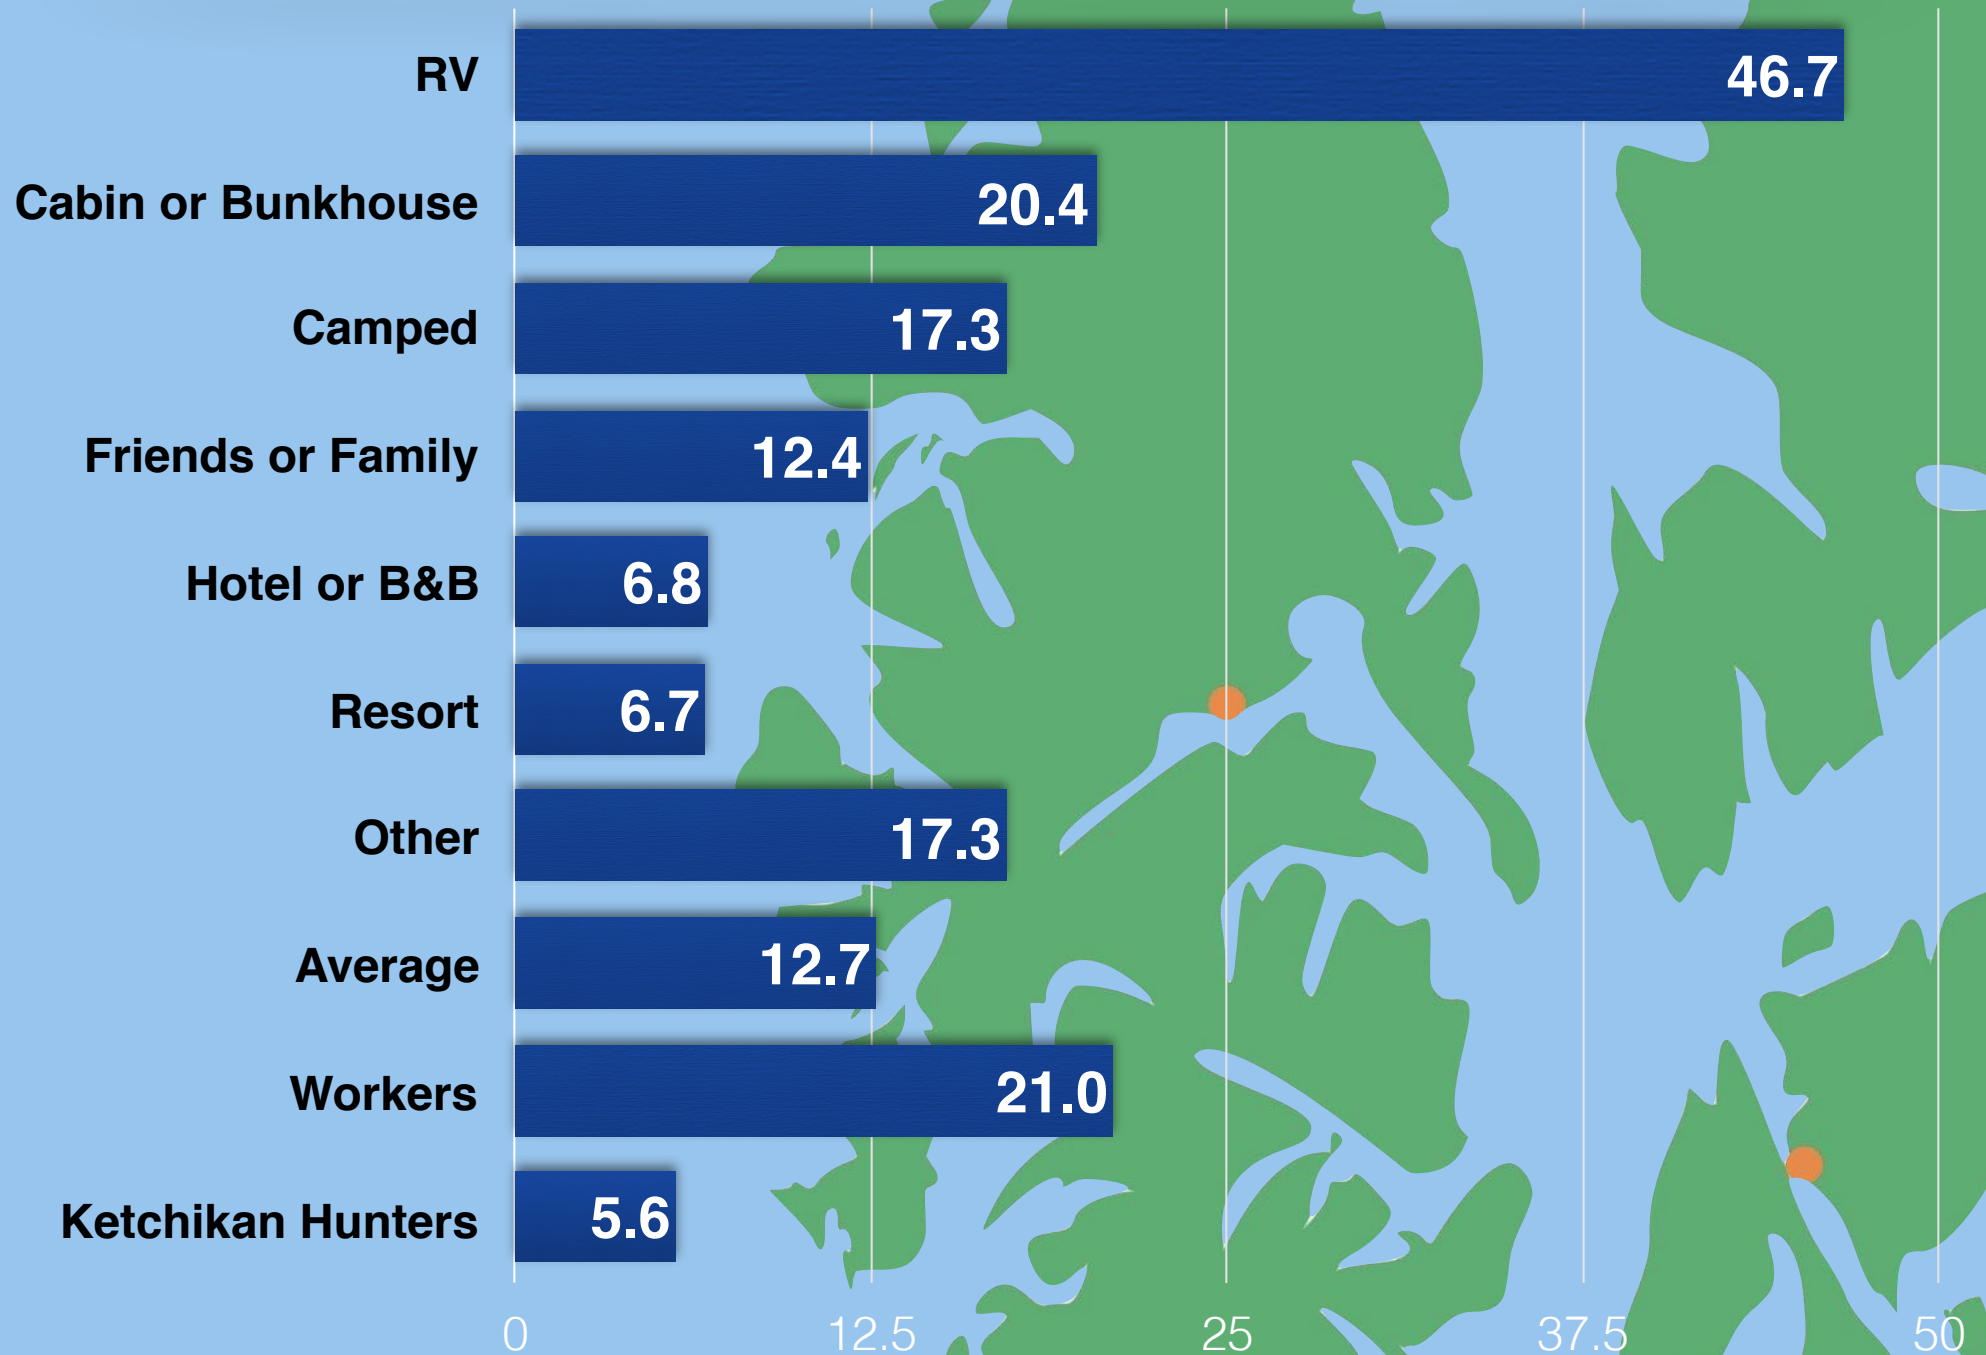 RV 46.7
Cabin or Bunkhouse 20.4
Camped 17.3
Friends or Family 12.4
Hotel or B&B 6.8
Resort 6.7
Other 17.3
Average 12.7
Workers 21.0
Ketchikan Hunters 5.6
0 12.5 25 37.5 50